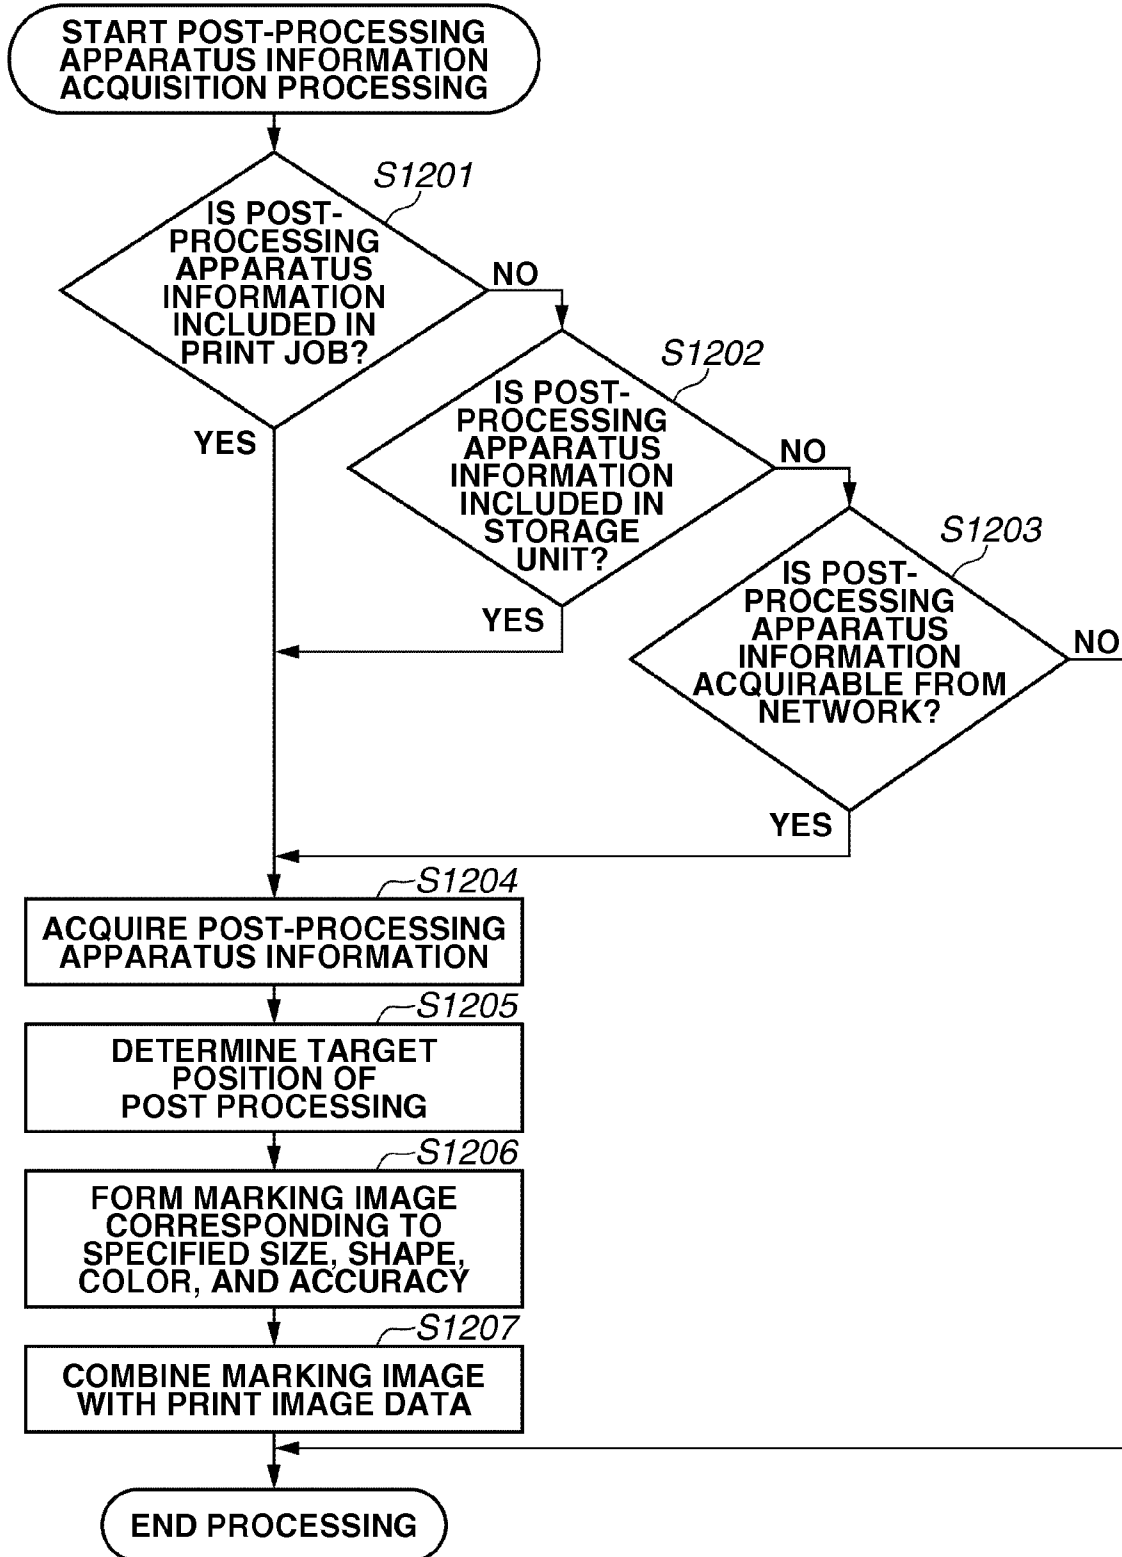 START POST-PROCESSING
APPARATUS INFORMATION
ACQUISITION PROCESSING
S1201
IS POST-
PROCESSING
APPARATUS
INFORMATION
INCLUDED IN
PRINT JOB?
NO
YES
S1202
IS POST-
PROCESSING
APPARATUS
INFORMATION
INCLUDED IN
STORAGE
UNIT?
NO
YES
S1203
IS POST-
PROCESSING
APPARATUS
INFORMATION
ACQUIRABLE FROM
NETWORK?
NO
YES
S1204
ACQUIRE POST-PROCESSING
APPARATUS INFORMATION
S1205
DETERMINE TARGET
POSITION OF
POST PROCESSING
S1206
FORM MARKING IMAGE
CORRESPONDING TO
SPECIFIED SIZE, SHAPE,
COLOR, AND ACCURACY
S1207
COMBINE MARKING IMAGE
WITH PRINT IMAGE DATA
END PROCESSING